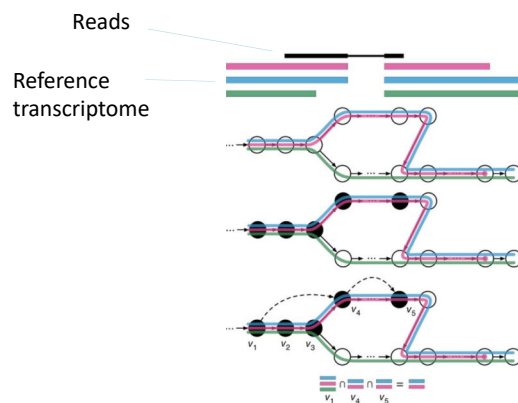 Reads
Reference
transcriptome
v1 v2 v3
v4 v5
∩ ∩ =
v1 v4 v5